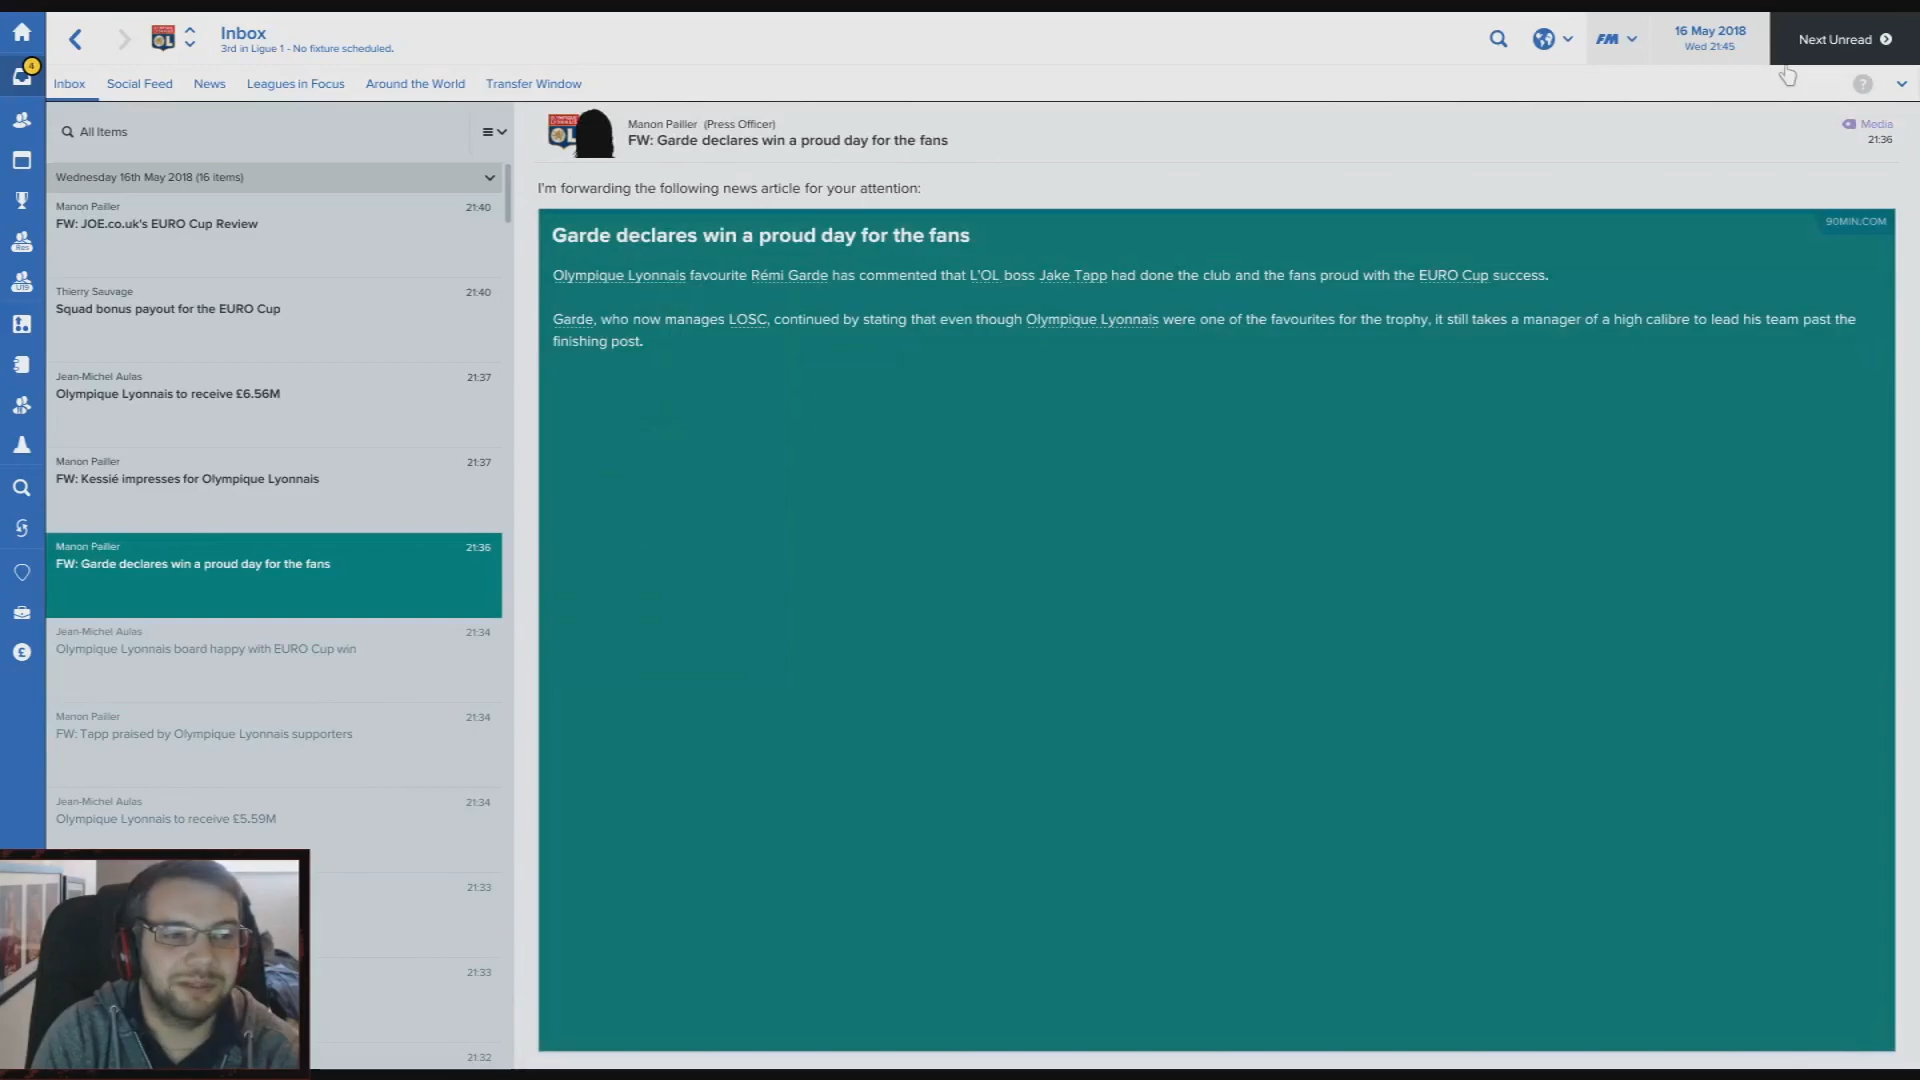 4
Inbox
3rd in Ligue 1 - No fixture scheduled.
FM
16 May 2018
Wed 21:45
Next Unread
Inbox
Social Feed
News
Leagues in Focus
Around the World
Transfer Window
?
All Items
Wednesday 16th May 2018 (16 items)
Manon Pailler 21:40
FW: JOE.co.uk's EURO Cup Review
Thierry Sauvage 21:40
Squad bonus payout for the EURO Cup
Jean-Michel Aulas 21:37
Olympique Lyonnais to receive £6.56M
Manon Pailler 21:37
FW: Kessié impresses for Olympique Lyonnais
Manon Pailler 21:36
FW: Garde declares win a proud day for the fans
Jean-Michel Aulas 21:34
Olympique Lyonnais board happy with EURO Cup win
Manon Pailler 21:34
FW: Tapp praised by Olympique Lyonnais supporters
Jean-Michel Aulas 21:34
Olympique Lyonnais to receive £5.59M
21:33
21:33
21:32
Res
U19
£
OL
Manon Pailler (Press Officer)
FW: Garde declares win a proud day for the fans
Media
21:36
I'm forwarding the following news article for your attention:
90MIN.COM
Garde declares win a proud day for the fans
Olympique Lyonnais favourite Rémi Garde has commented that L'OL boss Jake Tapp had done the club and the fans proud with the EURO Cup success.
Garde, who now manages LOSC, continued by stating that even though Olympique Lyonnais were one of the favourites for the trophy, it still takes a manager of a high calibre to lead his team past the
finishing post.